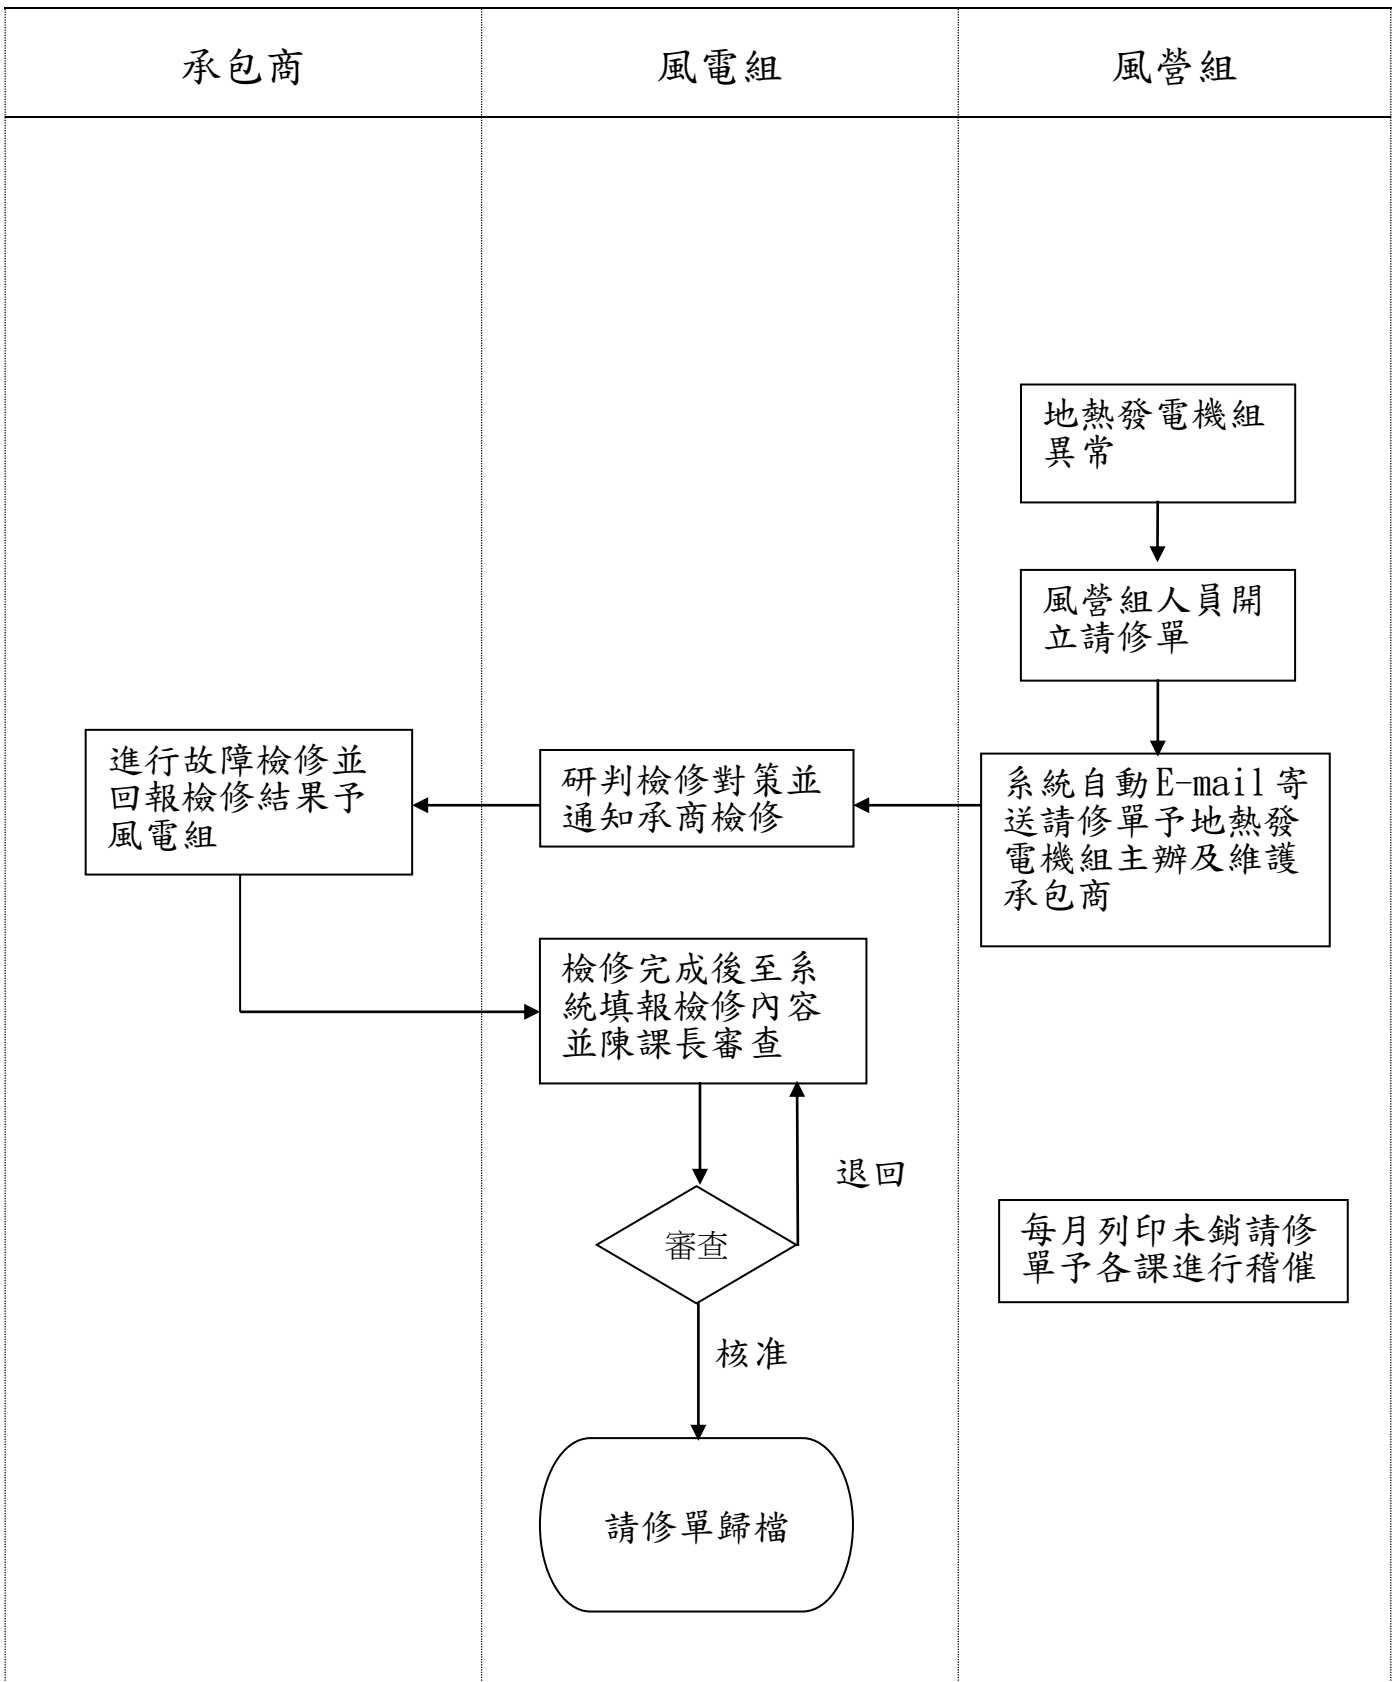 承包商
風電組
風營組
地熱發電機組
異常
風營組人員開
立請修單
系統自動E-mail寄
送請修單予地熱發
電機組主辦及維護
承包商
研判檢修對策並
通知承商檢修
進行故障檢修並
回報檢修結果予
風電組
檢修完成後至系
統填報檢修內容
並陳課長審查
退回
審查
核准
請修單歸檔
每月列印未銷請修
單予各課進行稽催